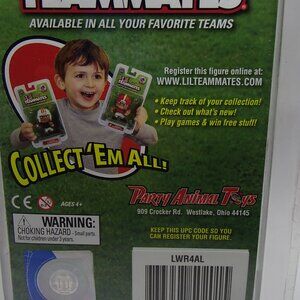 TEAMMATES
AVAILABLE IN ALL YOUR FAVORITE TEAMS
Register this figure online at:
WWW.LILTEAMMATES.COM
• Keep track of your collection!
• Check out what's new!
• Play games & win free stuff!
COLLECT 'EM ALL!
CE
AGES 4+
Party Animal Toys
909 Crocker Rd. Westlake, Ohio 44145
WARNING:
CHOKING HAZARD - Small parts.
Not for children under 3 years.
KEEP THIS UPC CODE SO YOU
CAN REGISTER YOUR FIGURE.
LWR4AL